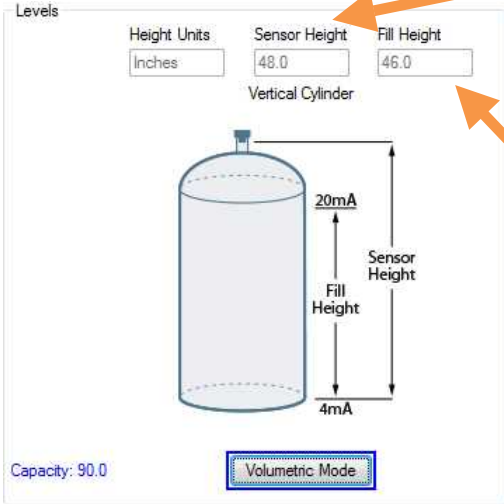 Levels
Height Units Sensor Height Fill Height
Inches 48.0 46.0
Vertical Cylinder
20mA
Sensor
Height
Fill
Height
4mA
Capacity: 90.0 Volumetric Mode